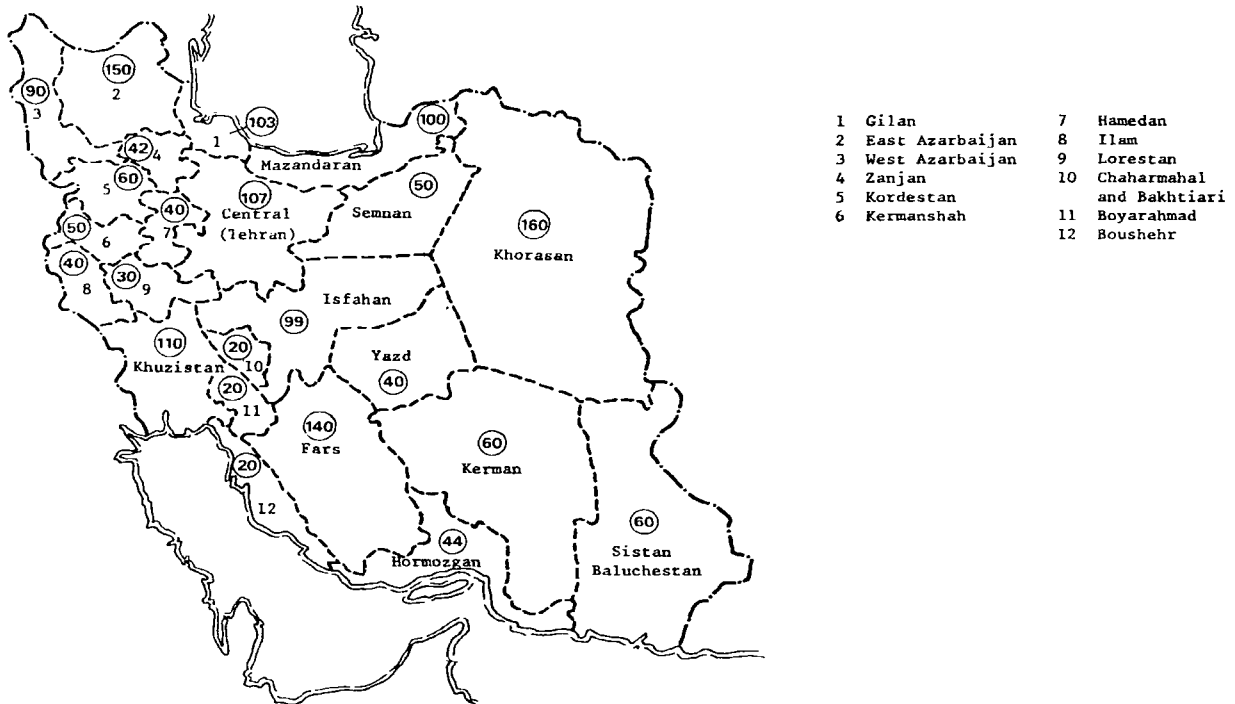 150
90
2
3
103
1
100
42
4
Mazandaran
60
5
107
50
40
Central
Semnan
(Tehran)
50
6
7
160
Khorasan
40
30
8
9
Isfahan
99
110
20
Khuzistan
10
Yazd
40
20
11
140
Fars
60
Kerman
20
12
44
Hormozgan
60
Sistan
Baluchestan
1 Gilan
2 East Azarbaijan
3 West Azarbaijan
4 Zanjan
5 Kordestan
6 Kermanshah
7 Hamedan
8 Ilam
9 Lorestan
10 Chaharmahal
and Bakhtiari
11 Boyarahmad
12 Boushehr